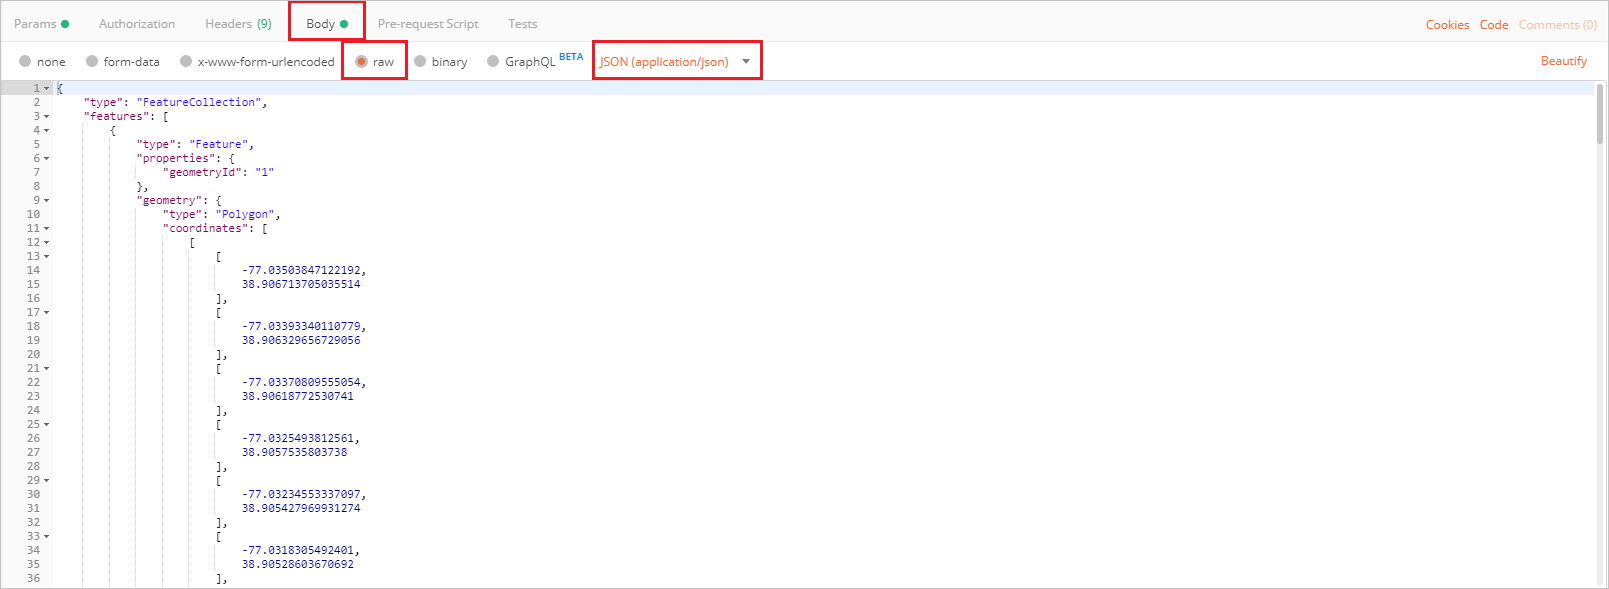 Params Authorization Headers (9) Body Pre-request Script Tests Cookies Code Comments (0)
none form-data x-www-form-urlencoded raw binary GraphQL BETA JSON (application/json) Beautify
1 {
2 "type": "FeatureCollection",
3 "features": [
4 {
5 "type": "Feature",
6 "properties": {
7 "geometryId": "1"
8 },
9 "geometry": {
10 "type": "Polygon",
11 "coordinates": [
12 [
13 [
14 -77.03503847122192,
15 38.906713705035514
16 ],
17 [
18 -77.03393340110779,
19 38.906329656729056
20 ],
21 [
22 -77.03370809555054,
23 38.90618772530741
24 ],
25 [
26 -77.0325493812561,
27 38.9057535803738
28 ],
29 [
30 -77.03234553337097,
31 38.905427969931274
32 ],
33 [
34 -77.0318305492401,
35 38.90528603670692
36 ],